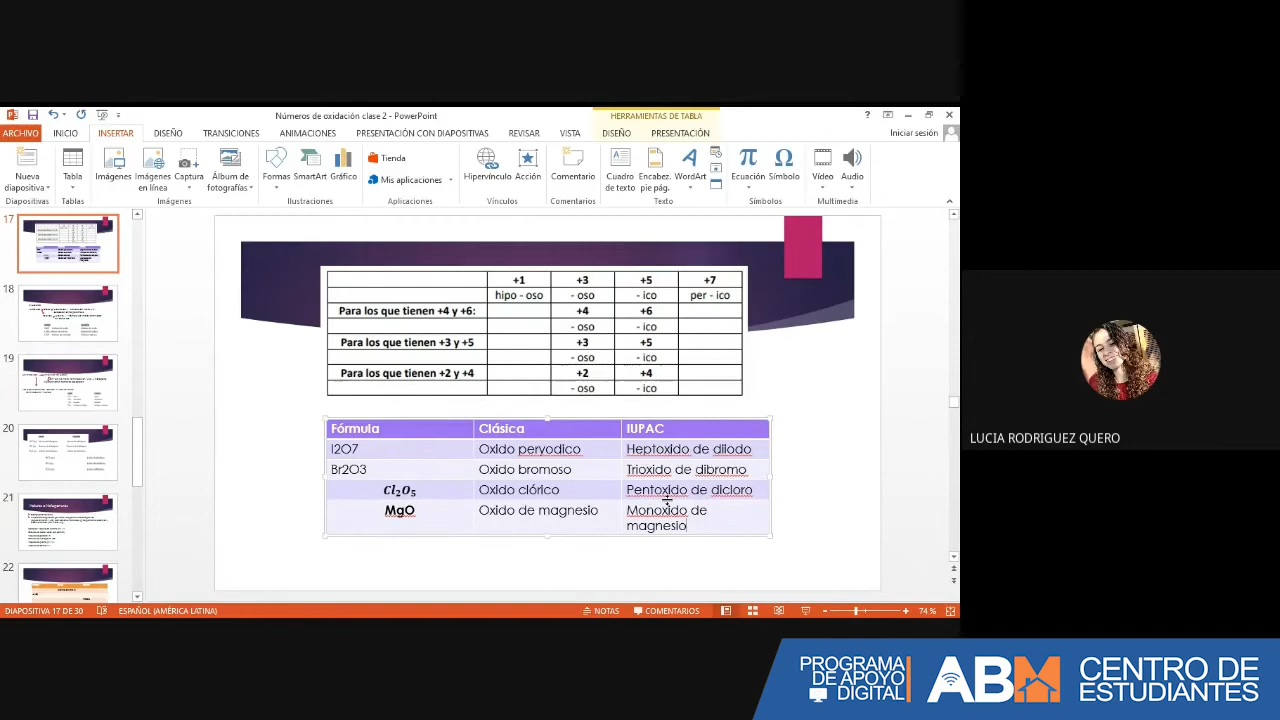 Números de oxidación clase 2 - PowerPoint
HERRAMIENTAS DE TABLA
ARCHIVO INICIO INSERTAR DISEÑO TRANSICIONES ANIMACIONES PRESENTACIÓN CON DIAPOSITIVAS REVISAR VISTA DISEÑO PRESENTACIÓN Iniciar sesión
Nueva diapositiva
Tabla
Imágenes
Imágenes en línea
Captura
Álbum de fotografías
Formas
SmartArt
Gráfico
Tienda
Mis aplicaciones
Hipervínculo
Acción
Comentario
Cuadro de texto
Encabez. pie pág.
WordArt
Ecuación
Símbolo
Vídeo
Audio
Diapositivas Tablas Imágenes Ilustraciones Aplicaciones Vínculos Comentarios Texto Símbolos Multimedia
17
18
19
20
21
22
+1 +3 +5 +7
hipo - oso - oso - ico per - ico
Para los que tienen +4 y +6: +4 +6
- oso - ico
Para los que tienen +3 y +5 +3 +5
- oso - ico
Para los que tienen +2 y +4 +2 +4
- oso - ico
Fórmula Clásica IUPAC
I2O7 Oxido peryodico Heptoxido de diIodo
Br2O3 Oxido bromoso Trioxido de dibromo
Cl₂O₅ Oxido clórico Pentoxido de dicloro
MgO Oxido de magnesio Monoxido de
magnesio
LUCIA RODRIGUEZ QUERO
DIAPOSITIVA 17 DE 30 ESPAÑOL (AMÉRICA LATINA) NOTAS COMENTARIOS 74 %
PROGRAMA
DE APOYO
DIGITAL
ABM
CENTRO DE
ESTUDIANTES